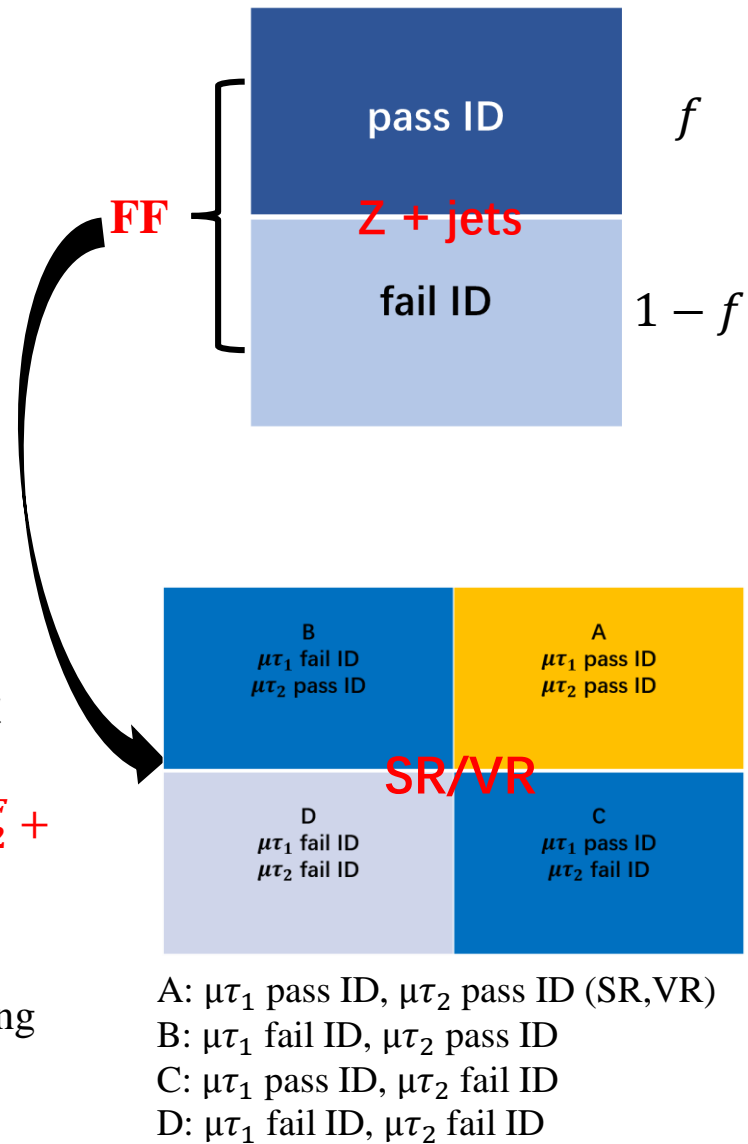 pass ID
f
FF
Z + jets
fail ID
1 − f
B
μτ₁ fail ID
μτ₂ pass ID
A
μτ₁ pass ID
μτ₂ pass ID
SR/VR
+
D
μτ₁ fail ID
μτ₂ fail ID
C
μτ₁ pass ID
μτ₂ fail ID
A: μτ₁ pass ID, μτ₂ pass ID (SR,VR)
B: μτ₁ fail ID, μτ₂ pass ID
C: μτ₁ pass ID, μτ₂ fail ID
D: μτ₁ fail ID, μτ₂ fail ID